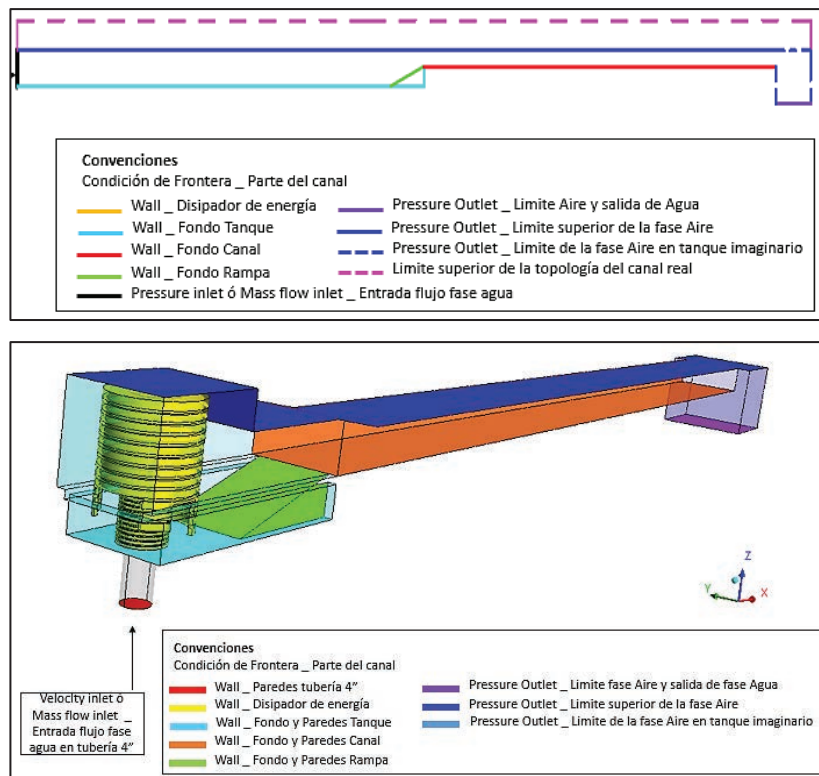 Convenciones
Condición de Frontera _ Parte del canal
Wall _ Disipador de energía
Wall _ Fondo Tanque
Wall _ Fondo Canal
Wall _ Fondo Rampa
Pressure inlet ó Mass flow inlet _ Entrada flujo fase agua
Pressure Outlet _ Limite Aire y salida de Agua
Pressure Outlet _ Limite superior de la fase Aire
Pressure Outlet _ Limite de la fase Aire en tanque imaginario
Limite superior de la topología del canal real
Z
Y
X
Velocity inlet ó
Mass flow inlet _
Entrada flujo fase
agua en tubería 4”
Convenciones
Condición de Frontera _ Parte del canal
Wall _ Paredes tubería 4”
Wall _ Disipador de energía
Wall _ Fondo y Paredes Tanque
Wall _ Fondo y Paredes Canal
Wall _ Fondo y Paredes Rampa
Pressure Outlet _ Limite fase Aire y salida de fase Agua
Pressure Outlet _ Limite superior de la fase Aire
Pressure Outlet _ Limite de la fase Aire en tanque imaginario